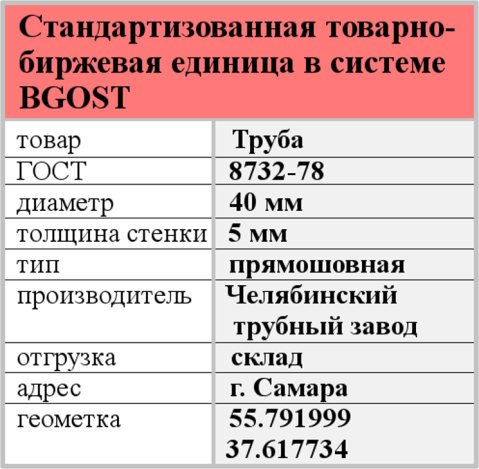 Стандартизованная товарно-
биржевая единица в системе
BGOST
товар Труба
ГОСТ 8732-78
диаметр 40 мм
толщина стенки 5 мм
тип прямошовная
производитель Челябинский
трубный завод
отгрузка склад
адрес г. Самара
геометка 55.791999
37.617734